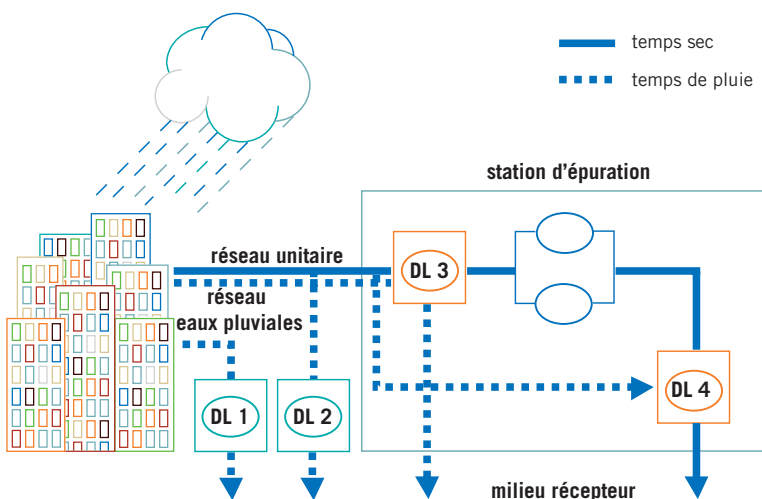 temps sec
temps de pluie
station d'épuration
réseau unitaire
DL 3
réseau
eaux pluviales
DL 1
DL 2
DL 4
milieu récepteur